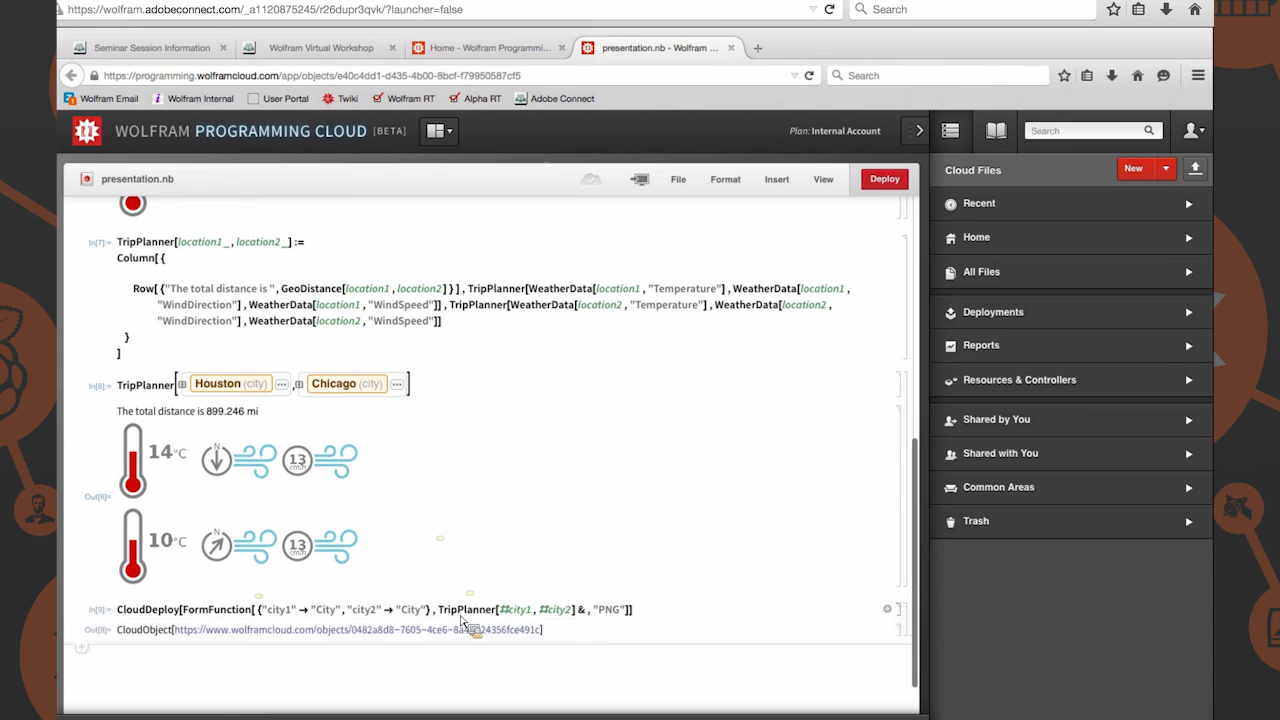 https://wolfram.adobeconnect.com/_a1120875245/r26dupr3qvk/?launcher=false
Search
Seminar Session Information
Wolfram Virtual Workshop
Home - Wolfram Programmi...
presentation.nb - Wolfram ...
https://programming.wolframcloud.com/app/objects/e40c4dd1-d435-4b00-8bcf-f79950587cf5
Search
Wolfram Email
Wolfram Internal
User Portal
Twiki
Wolfram RT
Alpha RT
Adobe Connect
WOLFRAM PROGRAMMING CLOUD [BETA]
Plan: Internal Account
Search
presentation.nb
File
Format
Insert
View
Deploy
Cloud Files
New
Recent
Home
All Files
Deployments
Reports
Resources & Controllers
Shared by You
Shared with You
Common Areas
Trash
In[7]:= TripPlanner[location1_, location2_] :=
Column[ {
Row[ {"The total distance is ", GeoDistance[location1, location2] } ] , TripPlanner[WeatherData[location1, "Temperature"] , WeatherData[location1,
"WindDirection"] , WeatherData[location1, "WindSpeed"]] , TripPlanner[WeatherData[location2, "Temperature"] , WeatherData[location2,
"WindDirection"] , WeatherData[location2, "WindSpeed"]]
}
]
In[8]:= TripPlanner[ Houston (city) , Chicago (city) ]
The total distance is 899.246 mi
14°C N 13
Out[8]=
10°C N 13
In[9]:= CloudDeploy[FormFunction[ {"city1" → "City", "city2" → "City"} , TripPlanner[#city1, #city2] & , "PNG"]]
Out[9]= CloudObject[https://www.wolframcloud.com/objects/0482a8d8-7605-4ce6-